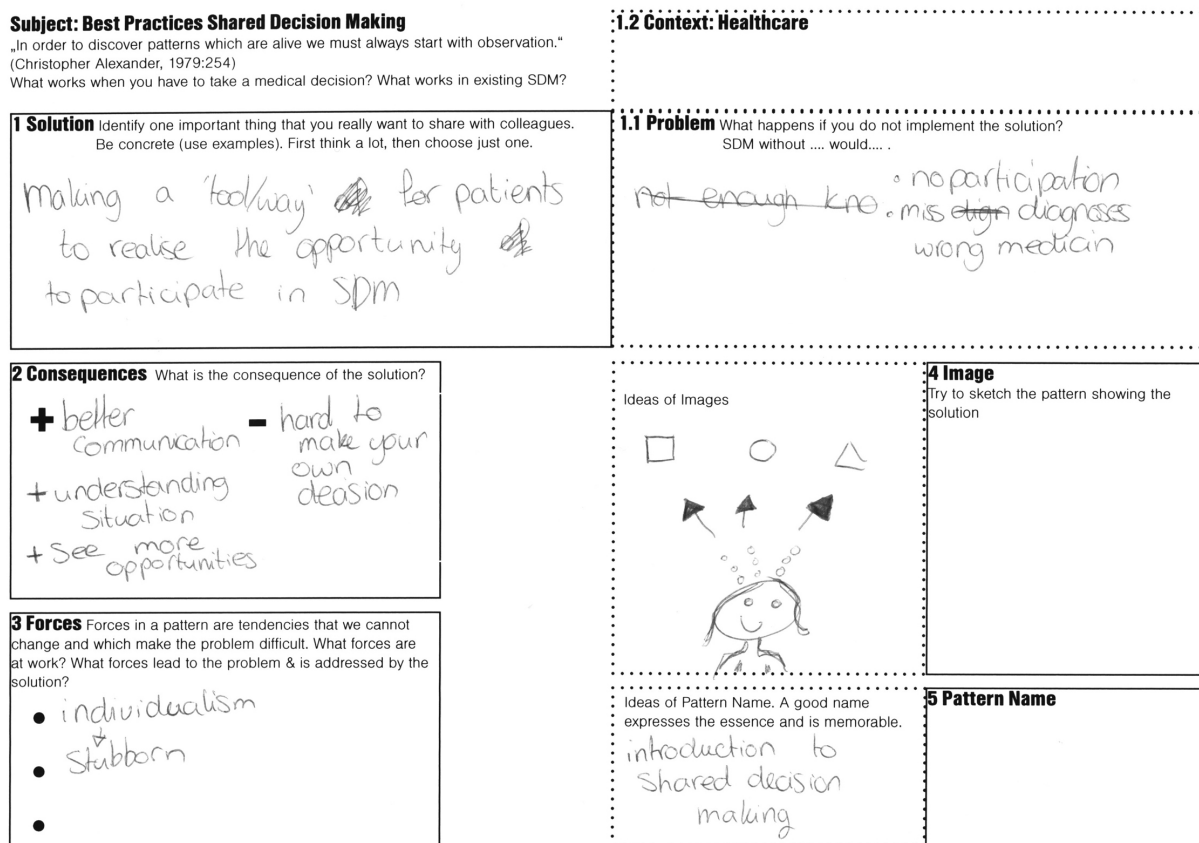 Subject: Best Practices Shared Decision Making
„In order to discover patterns which are alive we must always start with observation.“
(Christopher Alexander, 1979:254)
What works when you have to take a medical decision? What works in existing SDM?
1.2 Context: Healthcare
1 Solution Identify one important thing that you really want to share with colleagues.
Be concrete (use examples). First think a lot, then choose just one.
making a 'tool/way' for patients
to realise the opportunity
to participate in SDM
1.1 Problem What happens if you do not implement the solution?
SDM without .... would.... .
not enough kno
• no participation
• miss diagnoses
wrong medicin
2 Consequences What is the consequence of the solution?
+ better
communication
+ understanding
situation
+ See more
opportunities
- hard to
make your
own
decision
Ideas of Images
4 Image
Try to sketch the pattern showing the
solution
3 Forces Forces in a pattern are tendencies that we cannot
change and which make the problem difficult. What forces are
at work? What forces lead to the problem & is addressed by the
solution?
• individualism
• Stubborn
•
Ideas of Pattern Name. A good name
expresses the essence and is memorable.
introduction to
shared decision
making
5 Pattern Name